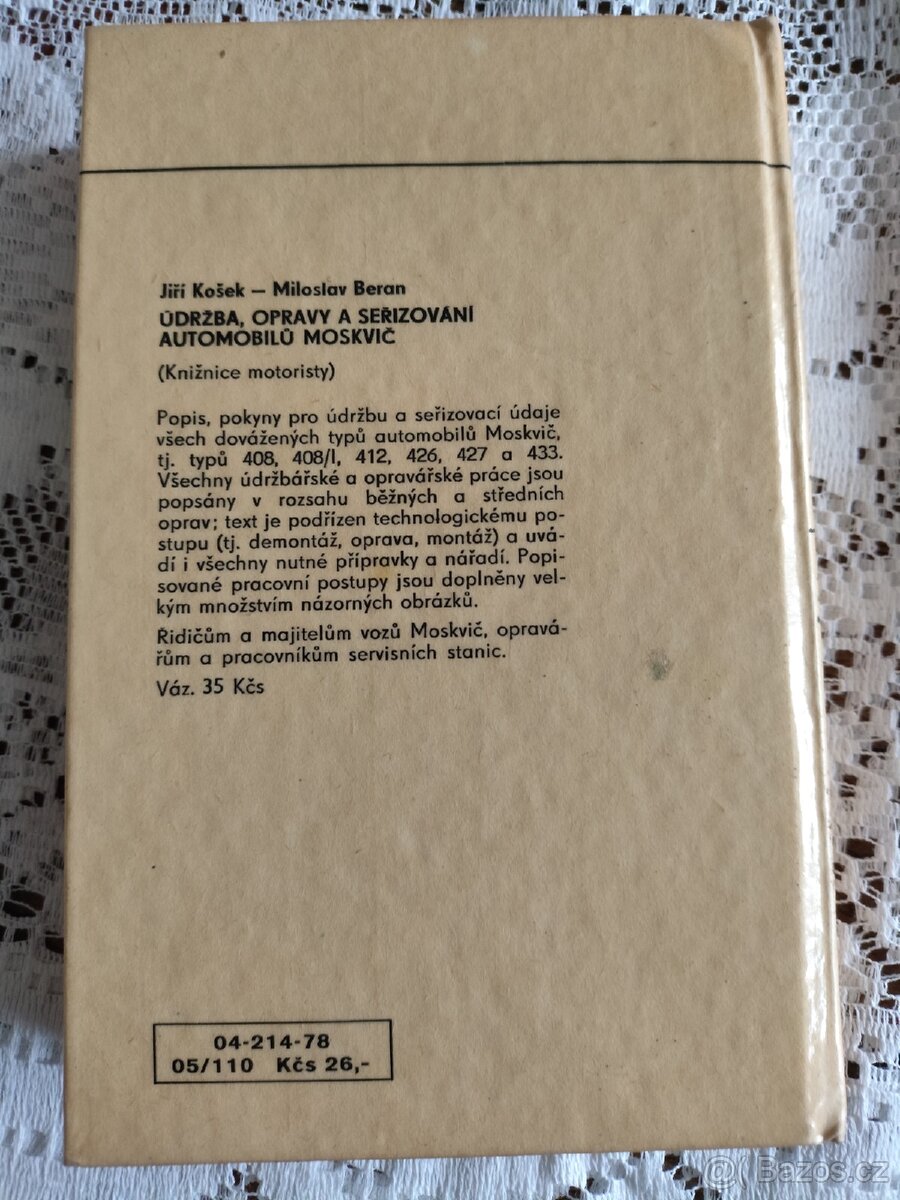 Jiří Košek — Miloslav Beran
ÚDRŽBA, OPRAVY A SEŘIZOVÁNÍ
AUTOMOBILŮ MOSKVIČ
(Knižnice motoristy)
Popis, pokyny pro údržbu a seřizovací údaje
všech dovážených typů automobilů Moskvič,
tj. typů 408, 408/I, 412, 426, 427 a 433.
Všechny údržbářské a opravářské práce jsou
popsány v rozsahu běžných a středních
oprav; text je podřízen technologickému po-
stupu (tj. demontáž, oprava, montáž) a uvá-
dí i všechny nutné přípravky a nářadí. Popi-
sované pracovní postupy jsou doplněny vel-
kým množstvím názorných obrázků.
Řidičům a majitelům vozů Moskvič, opravá-
řům a pracovníkům servisních stanic.
Váz. 35 Kčs
04-214-78
05/110 Kčs 26,-
@ Bazos.cz